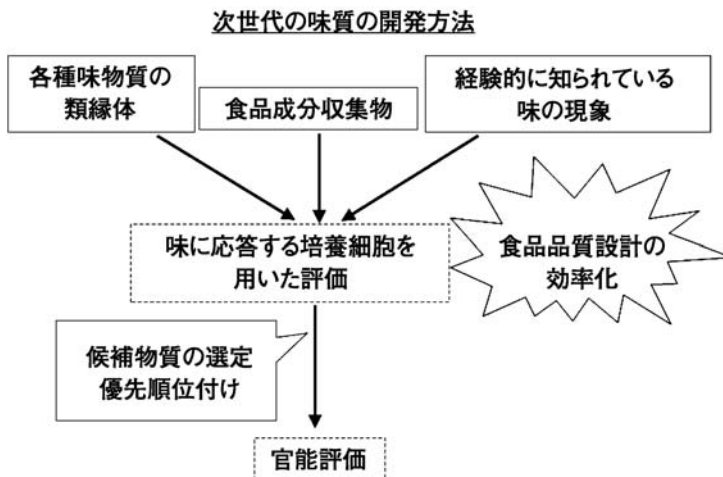 次世代の味質の開発方法
各種味物質の
類縁体
食品成分収集物
経験的に知られている
味の現象
味に応答する培養細胞を
用いた評価
食品品質設計の
効率化
候補物質の選定
優先順位付け
官能評価